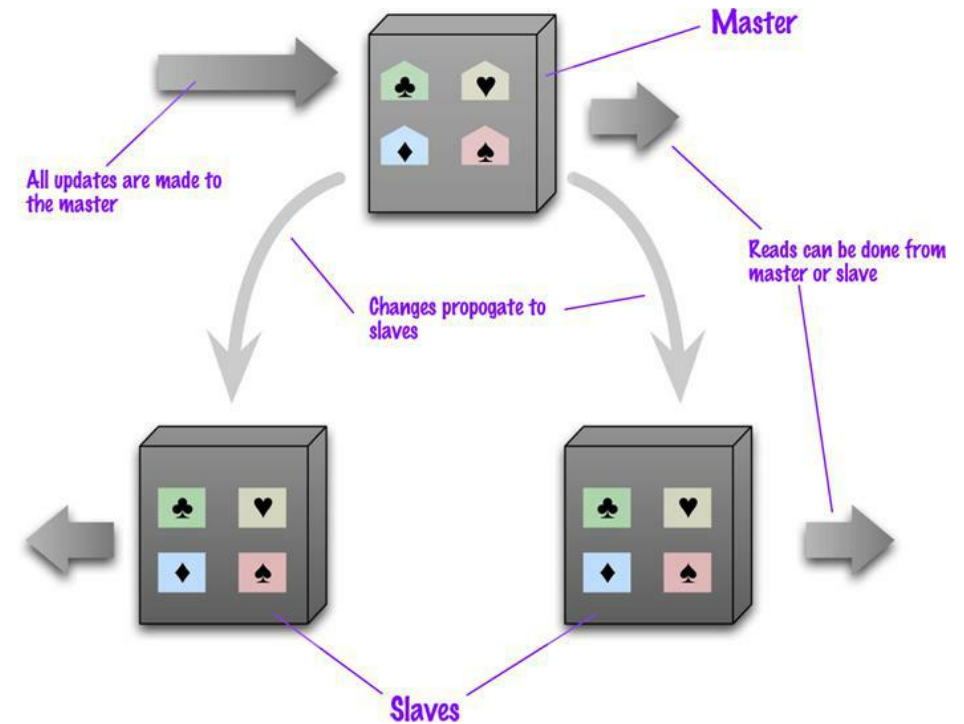 Master
All updates are made to
the master
Reads can be done from
master or slave
Changes propogate to
slaves
Slaves